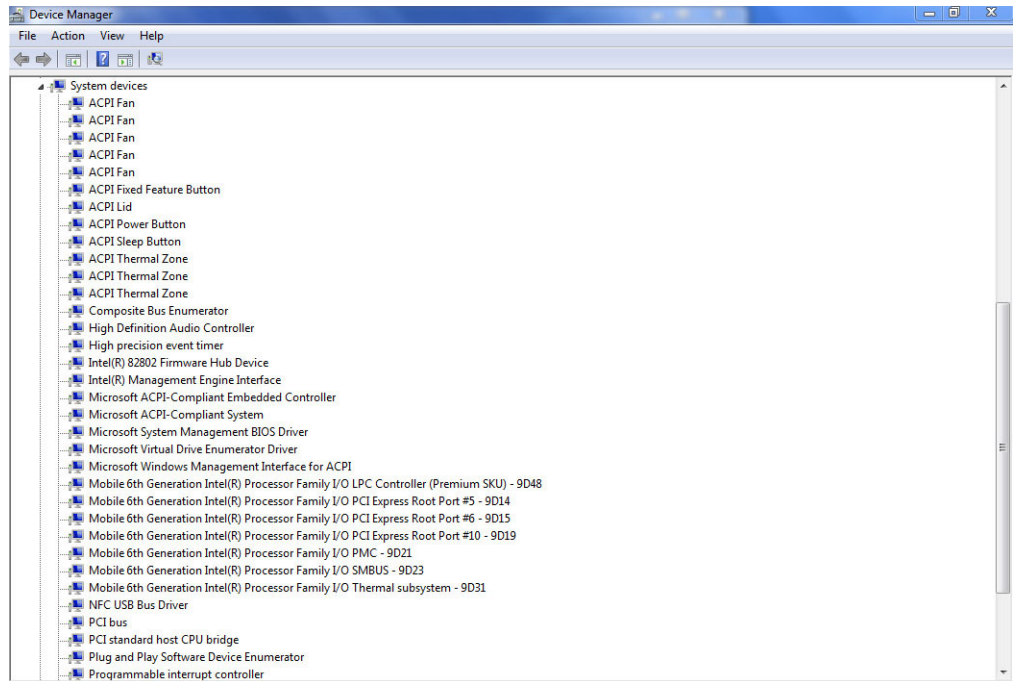 Device Manager
File Action View Help
System devices
ACPI Fan
ACPI Fan
ACPI Fan
ACPI Fan
ACPI Fan
ACPI Fixed Feature Button
ACPI Lid
ACPI Power Button
ACPI Sleep Button
ACPI Thermal Zone
ACPI Thermal Zone
ACPI Thermal Zone
Composite Bus Enumerator
High Definition Audio Controller
High precision event timer
Intel(R) 82802 Firmware Hub Device
Intel(R) Management Engine Interface
Microsoft ACPI-Compliant Embedded Controller
Microsoft ACPI-Compliant System
Microsoft System Management BIOS Driver
Microsoft Virtual Drive Enumerator Driver
Microsoft Windows Management Interface for ACPI
Mobile 6th Generation Intel(R) Processor Family I/O LPC Controller (Premium SKU) - 9D48
Mobile 6th Generation Intel(R) Processor Family I/O PCI Express Root Port #5 - 9D14
Mobile 6th Generation Intel(R) Processor Family I/O PCI Express Root Port #6 - 9D15
Mobile 6th Generation Intel(R) Processor Family I/O PCI Express Root Port #10 - 9D19
Mobile 6th Generation Intel(R) Processor Family I/O PMC - 9D21
Mobile 6th Generation Intel(R) Processor Family I/O SMBUS - 9D23
Mobile 6th Generation Intel(R) Processor Family I/O Thermal subsystem - 9D31
NFC USB Bus Driver
PCI bus
PCI standard host CPU bridge
Plug and Play Software Device Enumerator
Programmable interrupt controller